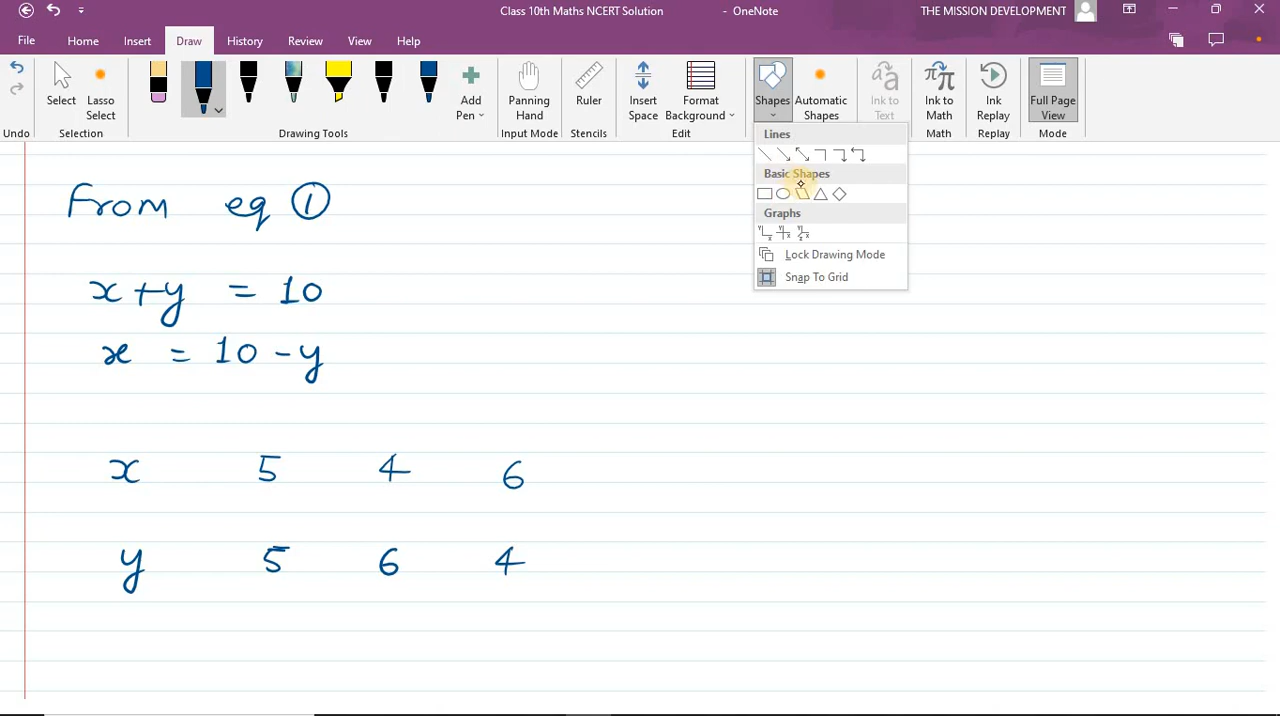 Class 10th Maths NCERT Solution - OneNote
THE MISSION DEVELOPMENT
File Home Insert Draw History Review View Help
Undo
Select
Lasso Select
Selection
Drawing Tools
Add Pen
Panning Hand
Input Mode
Ruler
Stencils
Insert Space
Format Background
Edit
Shapes
Automatic Shapes
Ink to Text
Ink to Math
Math
Ink Replay
Replay
Full Page View
Mode
Lines
Basic Shapes
Graphs
Lock Drawing Mode
Snap To Grid
From eq ①
x+y = 10
x = 10 - y
x 5 4 6
y 5 6 4